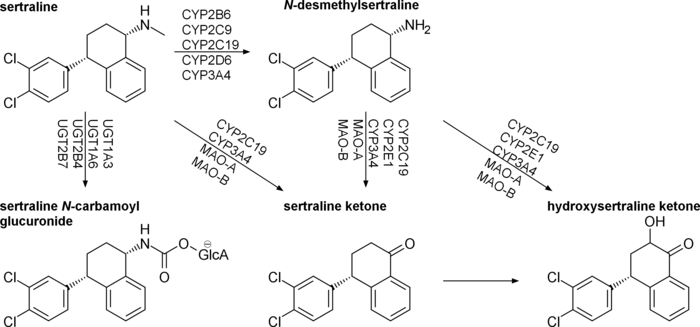 sertraline
H
N
Cl
Cl
CYP2B6
CYP2C9
CYP2C19
CYP2D6
CYP3A4
N-desmethylsertraline
NH2
Cl
Cl
UGT1A3
UGT1A6
UGT2B4
UGT2B7
CYP2C19
CYP3A4
MAO-A
MAO-B
CYP2C19
CYP2E1
CYP3A4
MAO-A
MAO-B
CYP2C19
CYP2E1
CYP3A4
MAO-A
MAO-B
sertraline N-carbamoyl
glucuronide
H
N
O
O
⊖
GlcA
Cl
Cl
sertraline ketone
O
Cl
Cl
hydroxysertraline ketone
OH
O
Cl
Cl